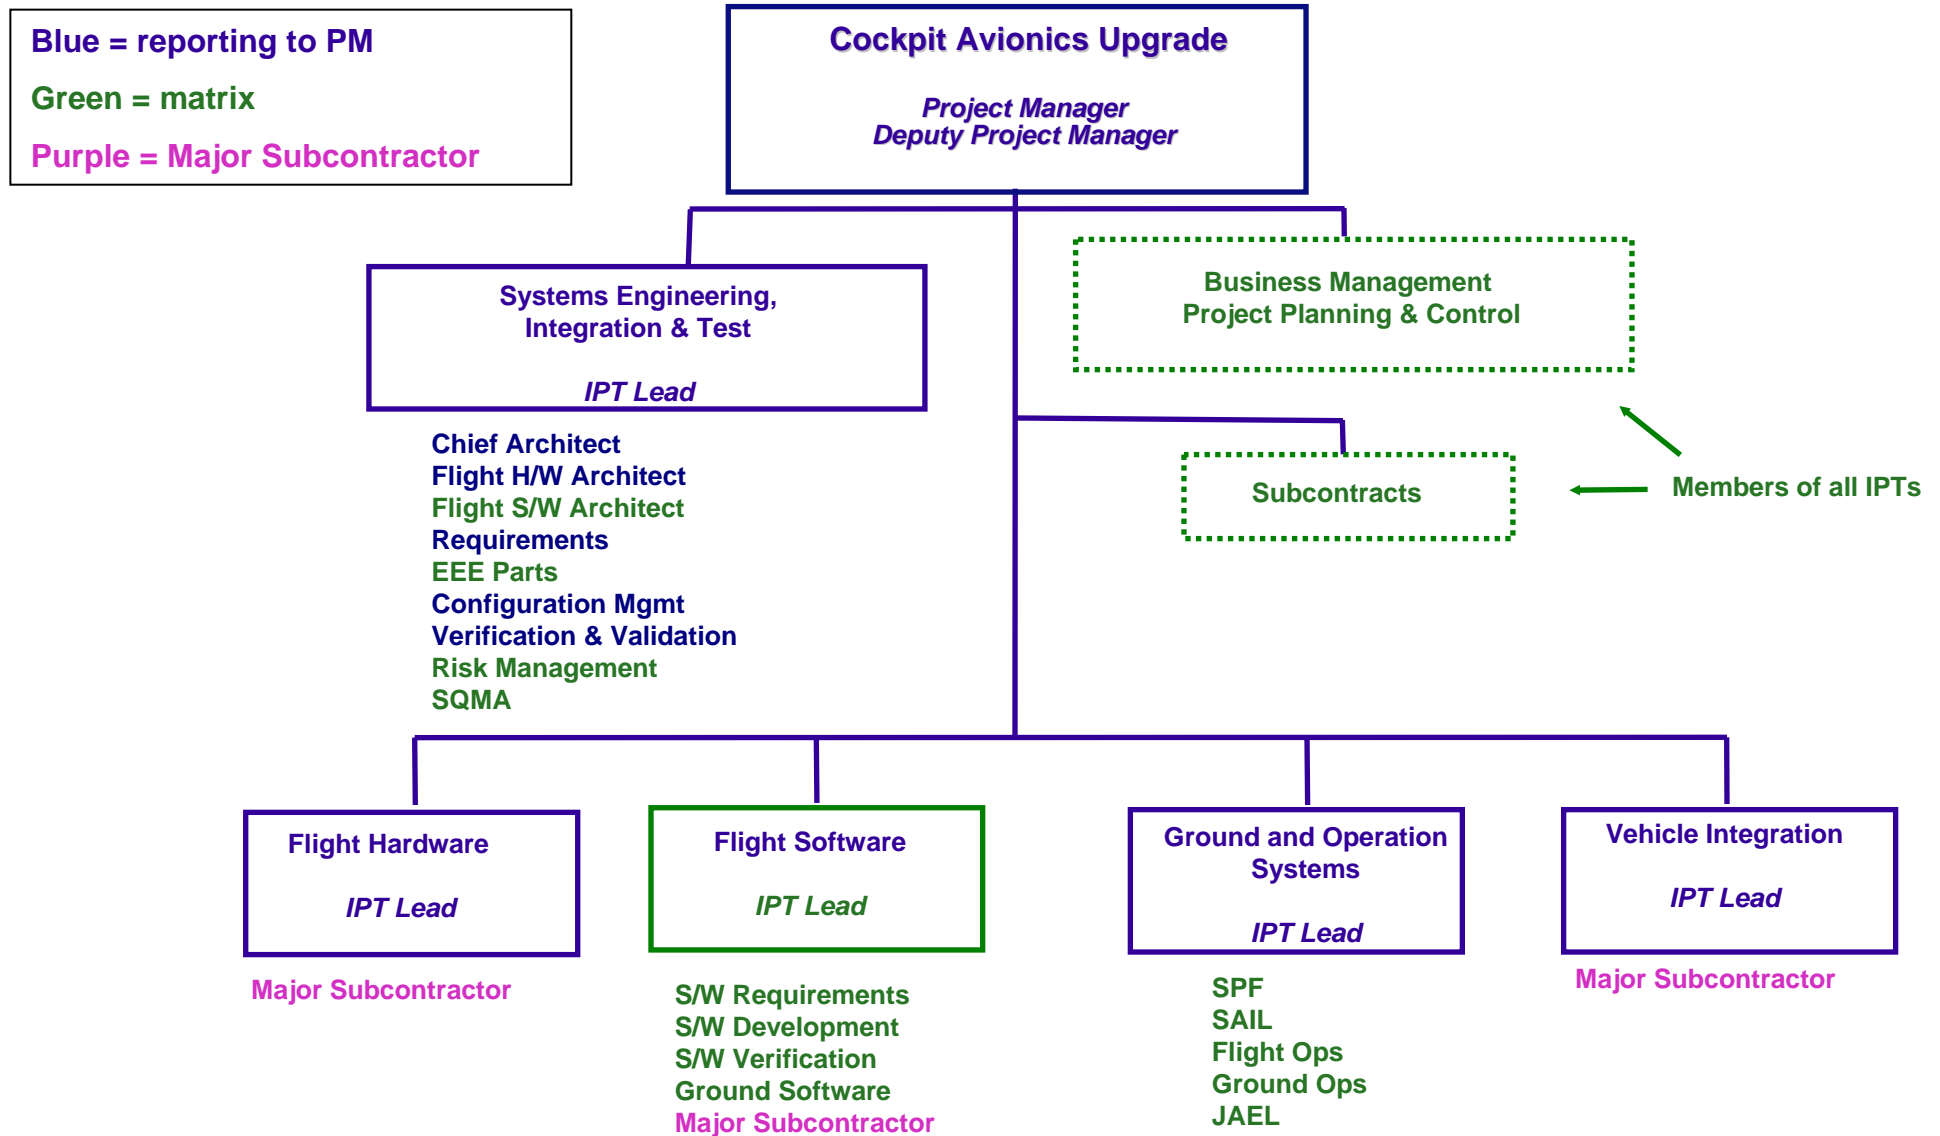 Blue = reporting to PM
Green = matrix
Purple = Major Subcontractor
Cockpit Avionics Upgrade
Project Manager
Deputy Project Manager
Systems Engineering,
Integration & Test
IPT Lead
Business Management
Project Planning & Control
Chief Architect
Flight H/W Architect
Flight S/W Architect
Requirements
EEE Parts
Configuration Mgmt
Verification & Validation
Risk Management
SQMA
Subcontracts
Members of all IPTs
Flight Hardware
IPT Lead
Major Subcontractor
Flight Software
IPT Lead
S/W Requirements
S/W Development
S/W Verification
Ground Software
Major Subcontractor
Ground and Operation
Systems
IPT Lead
SPF
SAIL
Flight Ops
Ground Ops
JAEL
Vehicle Integration
IPT Lead
Major Subcontractor